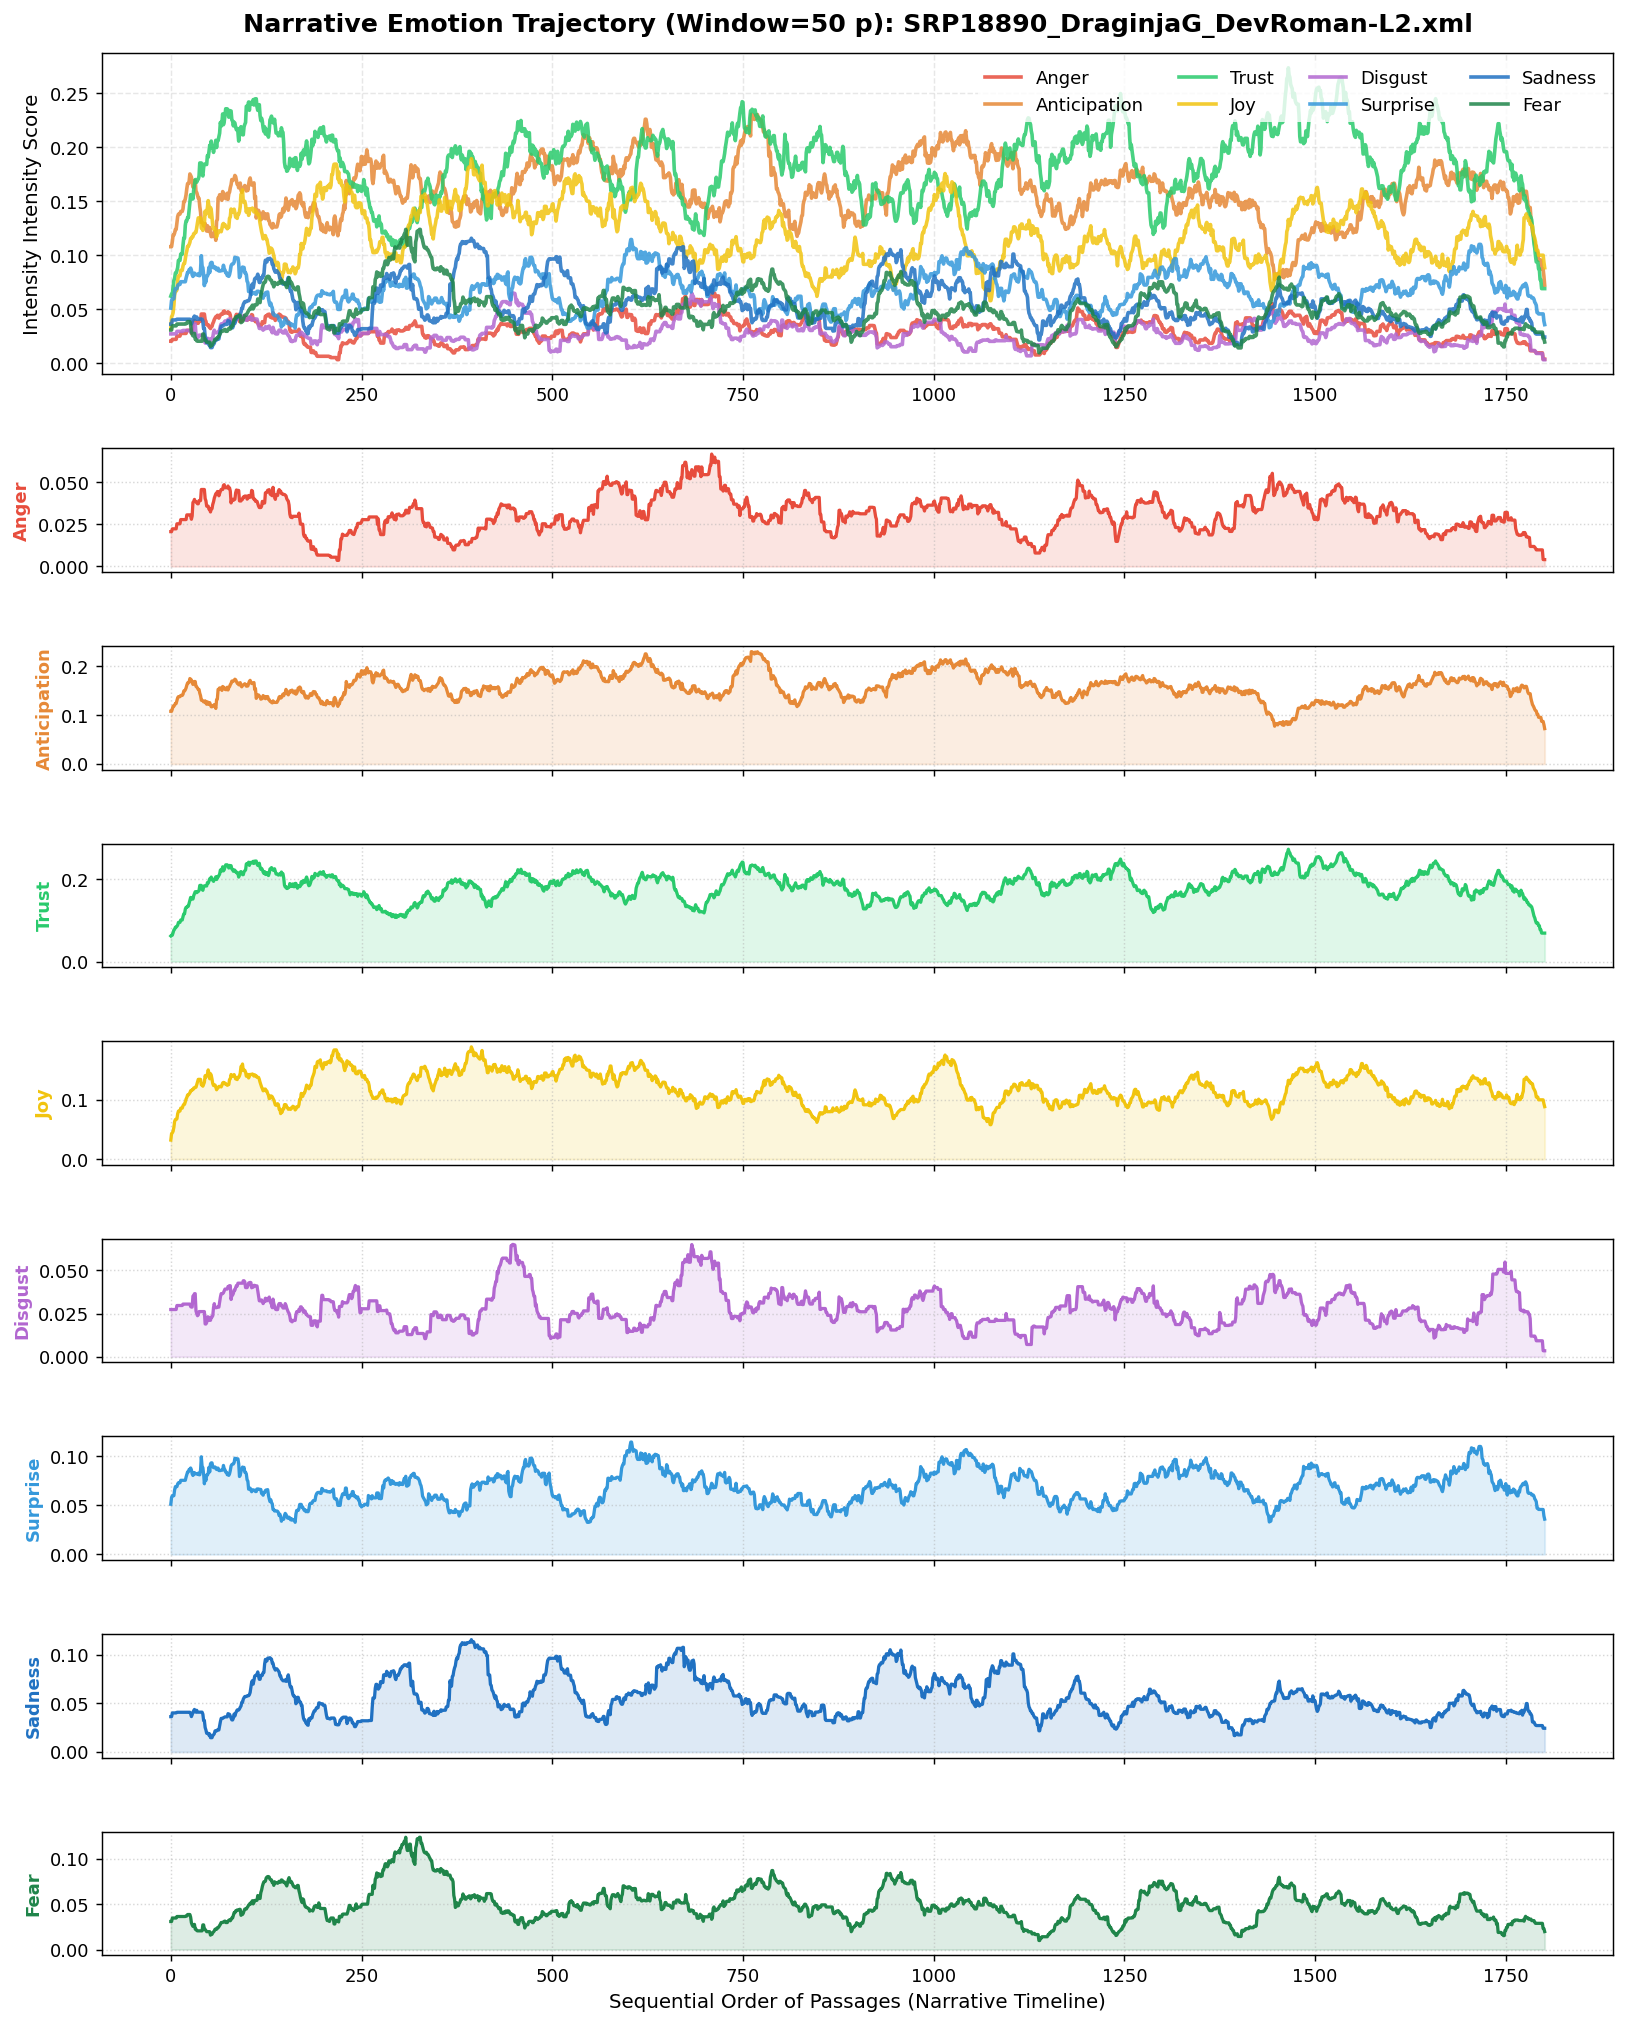 Narrative Emotion Trajectory (Window=50 p): SRP18890_DraginjaG_DevRoman-L2.xml
Intensity Intensity Score
0.25
0.20
0.15
0.10
0.05
0.00
Anger Trust Disgust Sadness
Anticipation Joy Surprise Fear
0 250 500 750 1000 1250 1500 1750
Anger
0.050
0.025
0.000
Anticipation
0.2
0.1
0.0
Trust
0.2
0.0
Joy
0.1
0.0
Disgust
0.050
0.025
0.000
Surprise
0.10
0.05
0.00
Sadness
0.10
0.05
0.00
Fear
0.10
0.05
0.00
0 250 500 750 1000 1250 1500 1750
Sequential Order of Passages (Narrative Timeline)